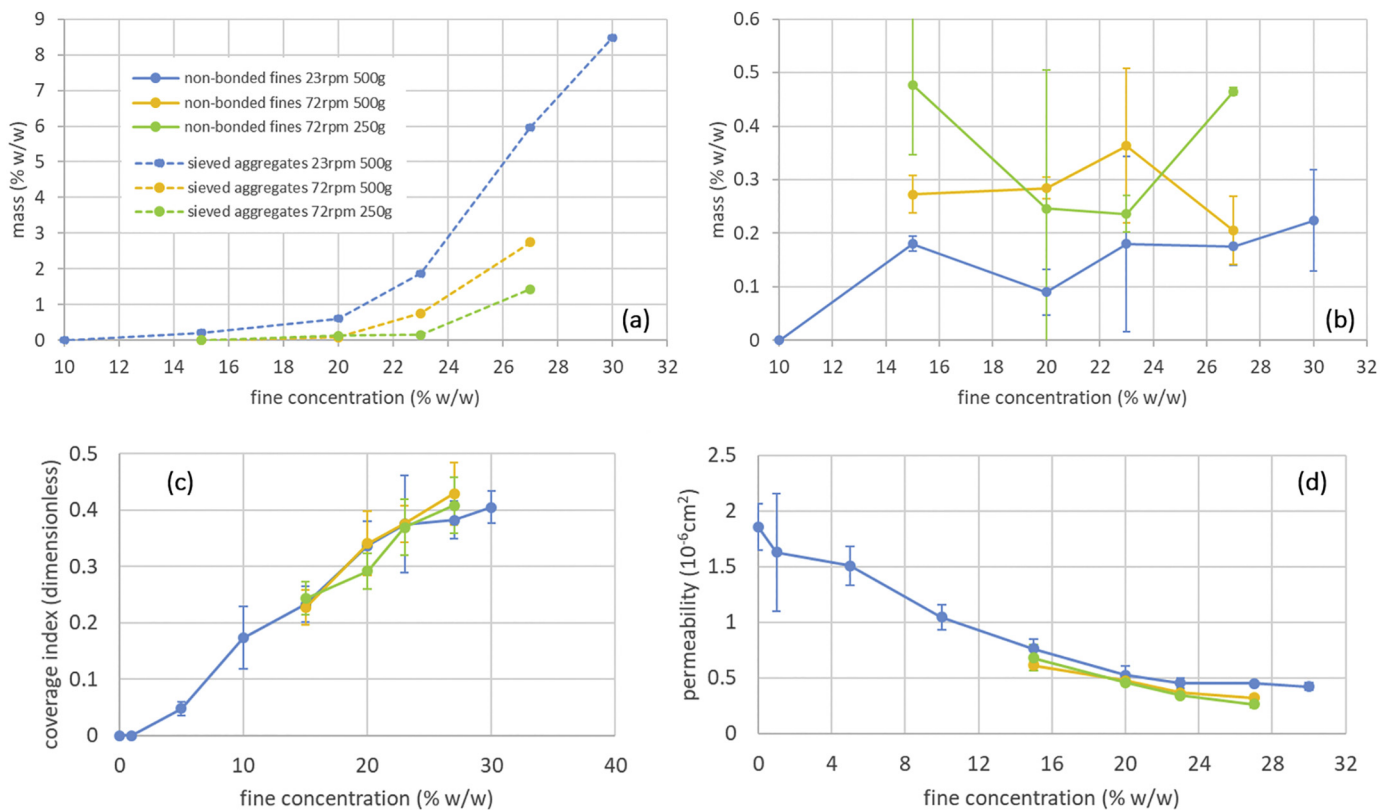 9
8
7
6
5
4
3
2
1
0
mass (% w/w)
non-bonded fines 23rpm 500g
non-bonded fines 72rpm 500g
non-bonded fines 72rpm 250g
sieved aggregates 23rpm 500g
sieved aggregates 72rpm 500g
sieved aggregates 72rpm 250g
(a)
10 12 14 16 18 20 22 24 26 28 30 32
fine concentration (% w/w)
0.6
0.5
0.4
0.3
0.2
0.1
0
mass (% w/w)
(b)
10 12 14 16 18 20 22 24 26 28 30 32
fine concentration (% w/w)
0.5
0.4
0.3
0.2
0.1
0
coverage index (dimensionless)
(c)
0 10 20 30 40
fine concentration (% w/w)
2.5
2
1.5
1
0.5
0
permeability (10⁻⁶cm²)
(d)
0 4 8 12 16 20 24 28 32
fine concentration (% w/w)